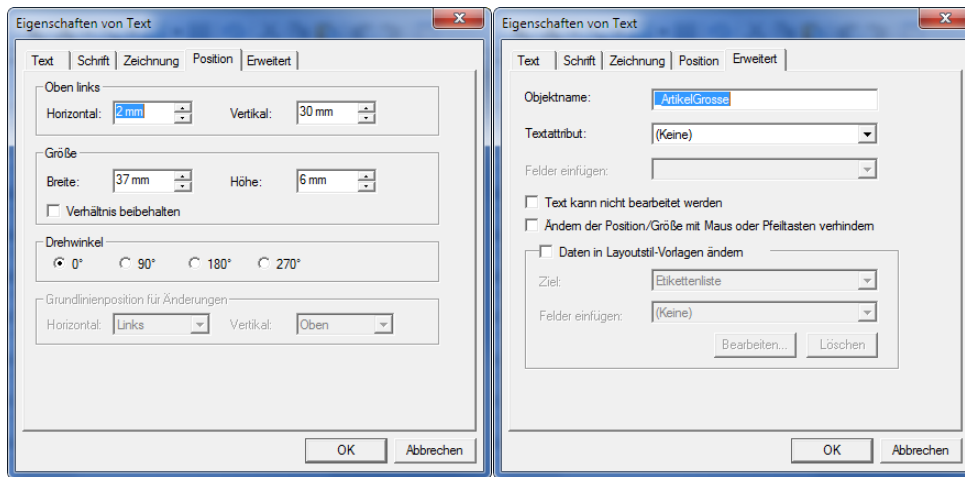 Eigenschaften von Text
Text Schrift Zeichnung Position Erweitert
Oben links
Horizontal: 2 mm Vertikal: 30 mm
Größe
Breite: 37 mm Höhe: 6 mm
Verhältnis beibehalten
Drehwinkel
0° 90° 180° 270°
Grundlinienposition für Änderungen
Horizontal: Links Vertikal: Oben
OK Abbrechen
Eigenschaften von Text
Text Schrift Zeichnung Position Erweitert
Objektname: _ArtikelGrosse
Textattribut: (Keine)
Felder einfügen:
Text kann nicht bearbeitet werden
Ändern der Position/Größe mit Maus oder Pfeiltasten verhindern
Daten in Layoutstil-Vorlagen ändern
Ziel: Etikettenliste
Felder einfügen: (Keine)
Bearbeiten... Löschen
OK Abbrechen